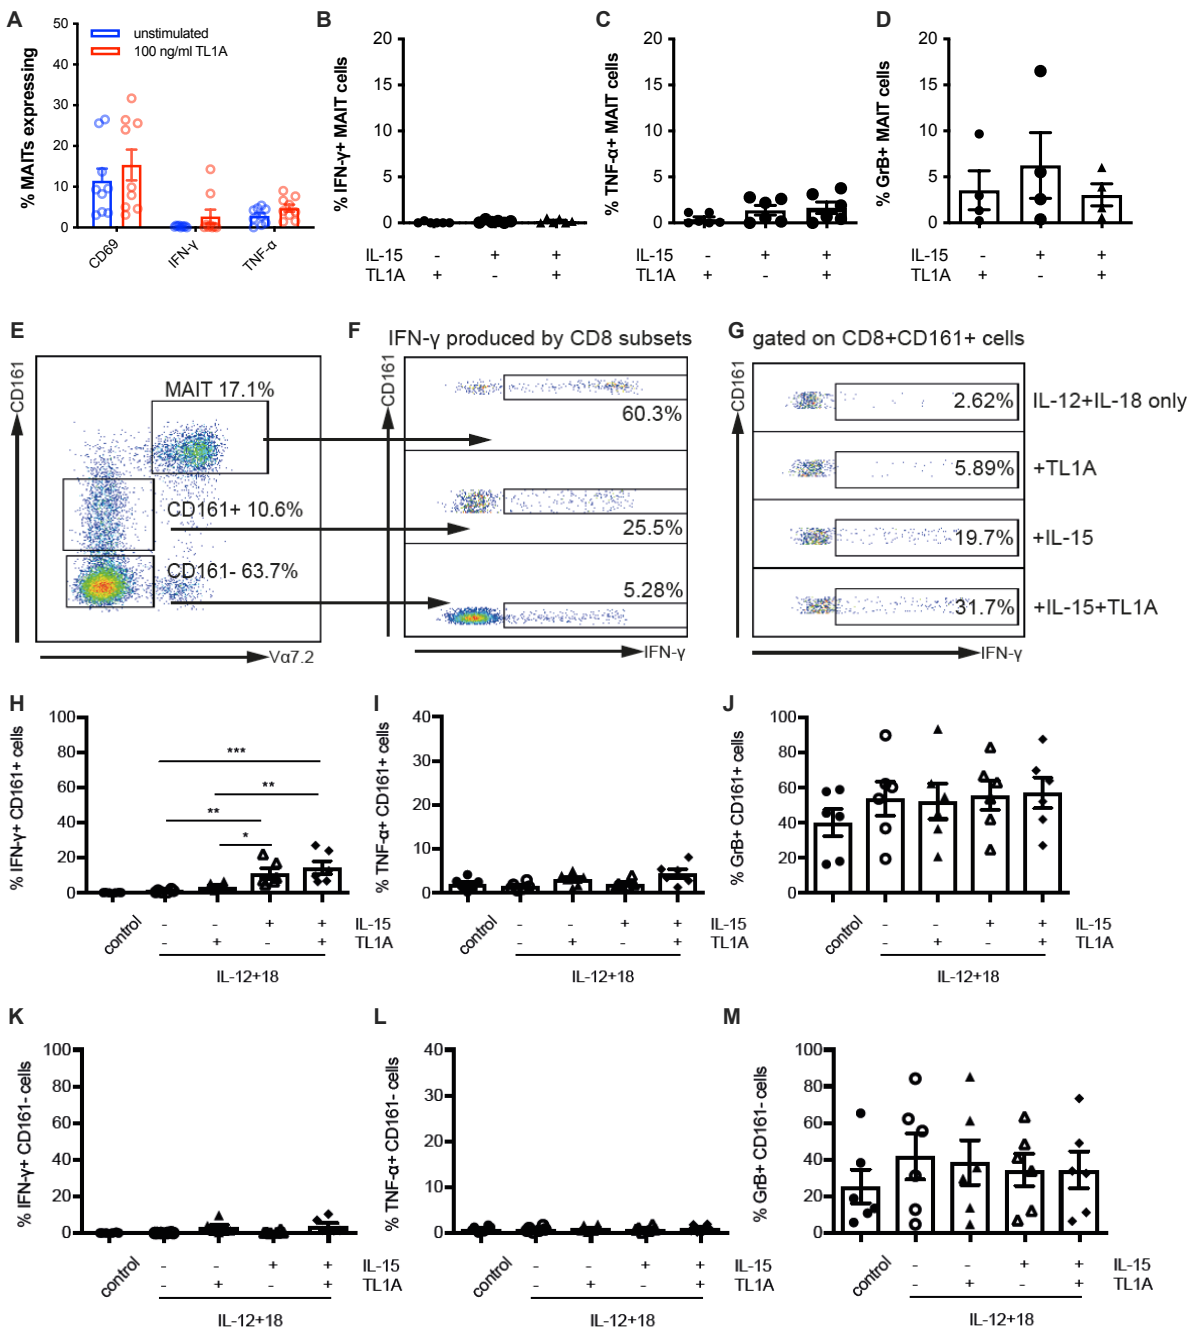 A
50
40
30
20
10
0
% MAITs expressing
unstimulated
100 ng/ml TL1A
CD69
IFN-γ
TNF-α
B
20
15
10
5
0
% IFN-γ+ MAIT cells
IL-15 - + +
TL1A + - +
C
20
15
10
5
0
% TNF-α+ MAIT cells
IL-15 - + +
TL1A + - +
D
20
15
10
5
0
% GrB+ MAIT cells
IL-15 - + +
TL1A + - +
E
CD161
MAIT 17.1%
CD161+ 10.6%
CD161- 63.7%
Vα7.2
F
IFN-γ produced by CD8 subsets
CD161
60.3%
25.5%
5.28%
IFN-γ
G
gated on CD8+CD161+ cells
CD161
2.62% IL-12+IL-18 only
5.89% +TL1A
19.7% +IL-15
31.7% +IL-15+TL1A
IFN-γ
H
100
80
60
40
20
0
% IFN-γ+ CD161+ cells
***
**
**
*
control - - + + IL-15
- + - + TL1A
IL-12+18
I
40
30
20
10
0
% TNF-α+ CD161+ cells
control - - + + IL-15
- + - + TL1A
IL-12+18
J
100
80
60
40
20
0
% GrB+ CD161+ cells
control - - + + IL-15
- + - + TL1A
IL-12+18
K
100
80
60
40
20
0
% IFN-γ+ CD161- cells
control - - + + IL-15
- + - + TL1A
IL-12+18
L
40
30
20
10
0
% TNF-α+ CD161- cells
control - - + + IL-15
- + - + TL1A
IL-12+18
M
100
80
60
40
20
0
% GrB+ CD161- cells
control - - + + IL-15
- + - + TL1A
IL-12+18